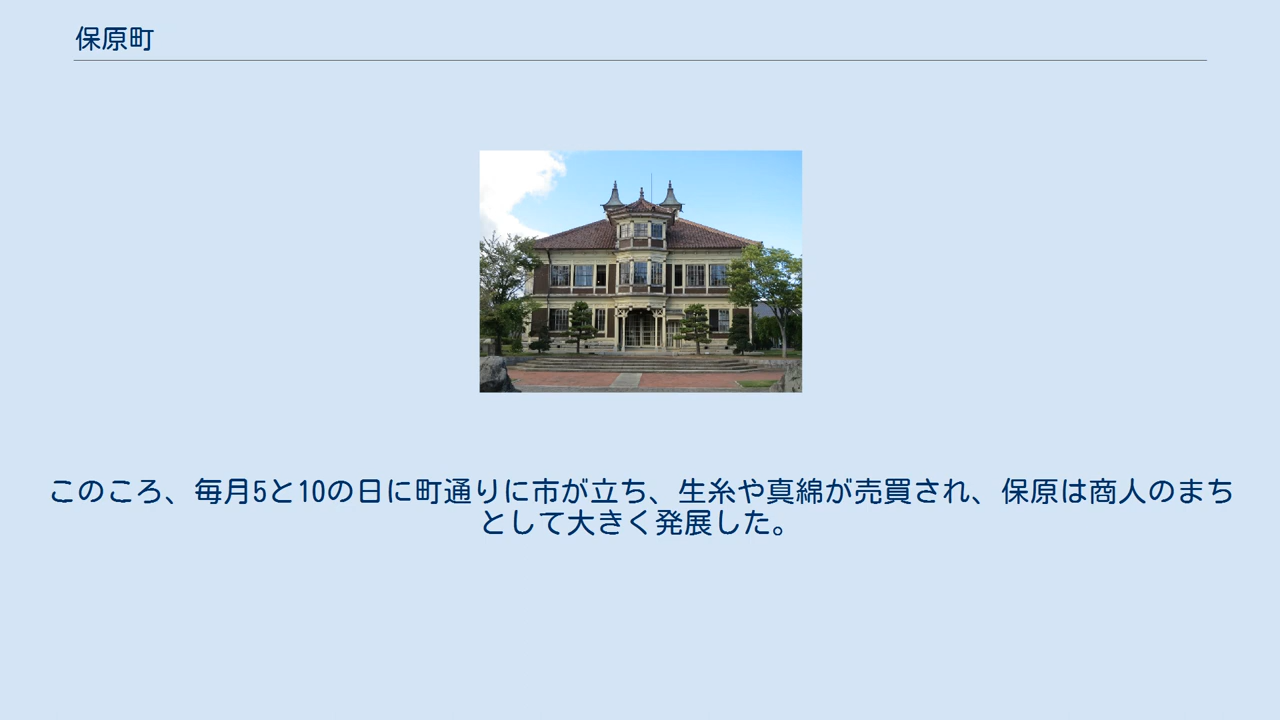 保原町
このころ、毎月5と10の日に町通りに市が立ち、生糸や真綿が売買され、保原は商人のまち
として大きく発展した。